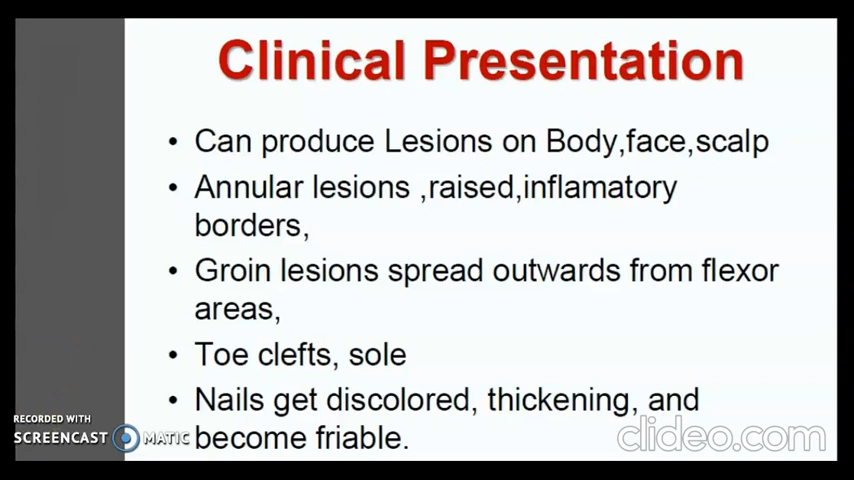 Clinical Presentation
• Can produce Lesions on Body,face,scalp
• Annular lesions ,raised,inflamatory
borders,
• Groin lesions spread outwards from flexor
areas,
• Toe clefts, sole
• Nails get discolored, thickening, and
become friable.
RECORDED WITH
SCREENCAST MATIC
clideo.com